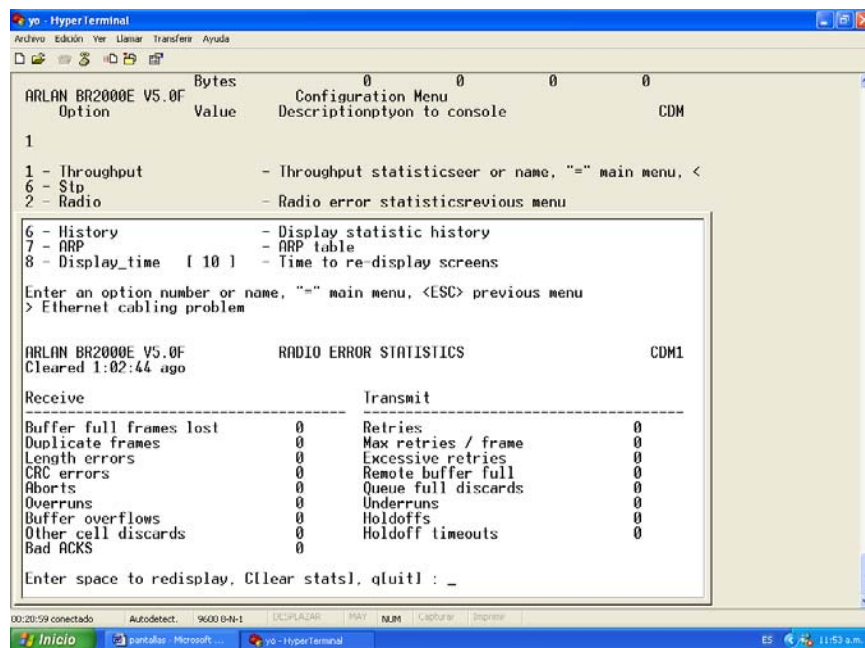 yo - HyperTerminal
Archivo Edición Ver Llamar Transferir Ayuda
Bytes 0 0 0 0
ARLAN BR2000E V5.0F Configuration Menu
Option Value Descriptionptyon to console CDM
1
1 - Throughput - Throughput statisticseer or name, "=" main menu, <
6 - Stp
2 - Radio - Radio error statisticsrevious menu
6 - History - Display statistic history
7 - ARP - ARP table
8 - Display_time [ 10 ] - Time to re-display screens
Enter an option number or name, "=" main menu, <ESC> previous menu
> Ethernet cabling problem
ARLAN BR2000E V5.0F RADIO ERROR STATISTICS CDM1
Cleared 1:02:44 ago
Receive Transmit
-------------------------------------- --------------------------------------
Buffer full frames lost 0 Retries 0
Duplicate frames 0 Max retries / frame 0
Length errors 0 Excessive retries 0
CRC errors 0 Remote buffer full 0
Aborts 0 Queue full discards 0
Overruns 0 Underruns 0
Buffer overflows 0 Holdoffs 0
Other cell discards 0 Holdoff timeouts 0
Bad ACKS 0
Enter space to redisplay, C[lear stats], q[uit] : _
00:20:59 conectado Autodetect. 9600 8-N-1 DESPLAZAR MAY NUM Capturar Imprimir
Inicio pantallas - Microsoft ... yo - HyperTerminal ES 11:53 a.m.